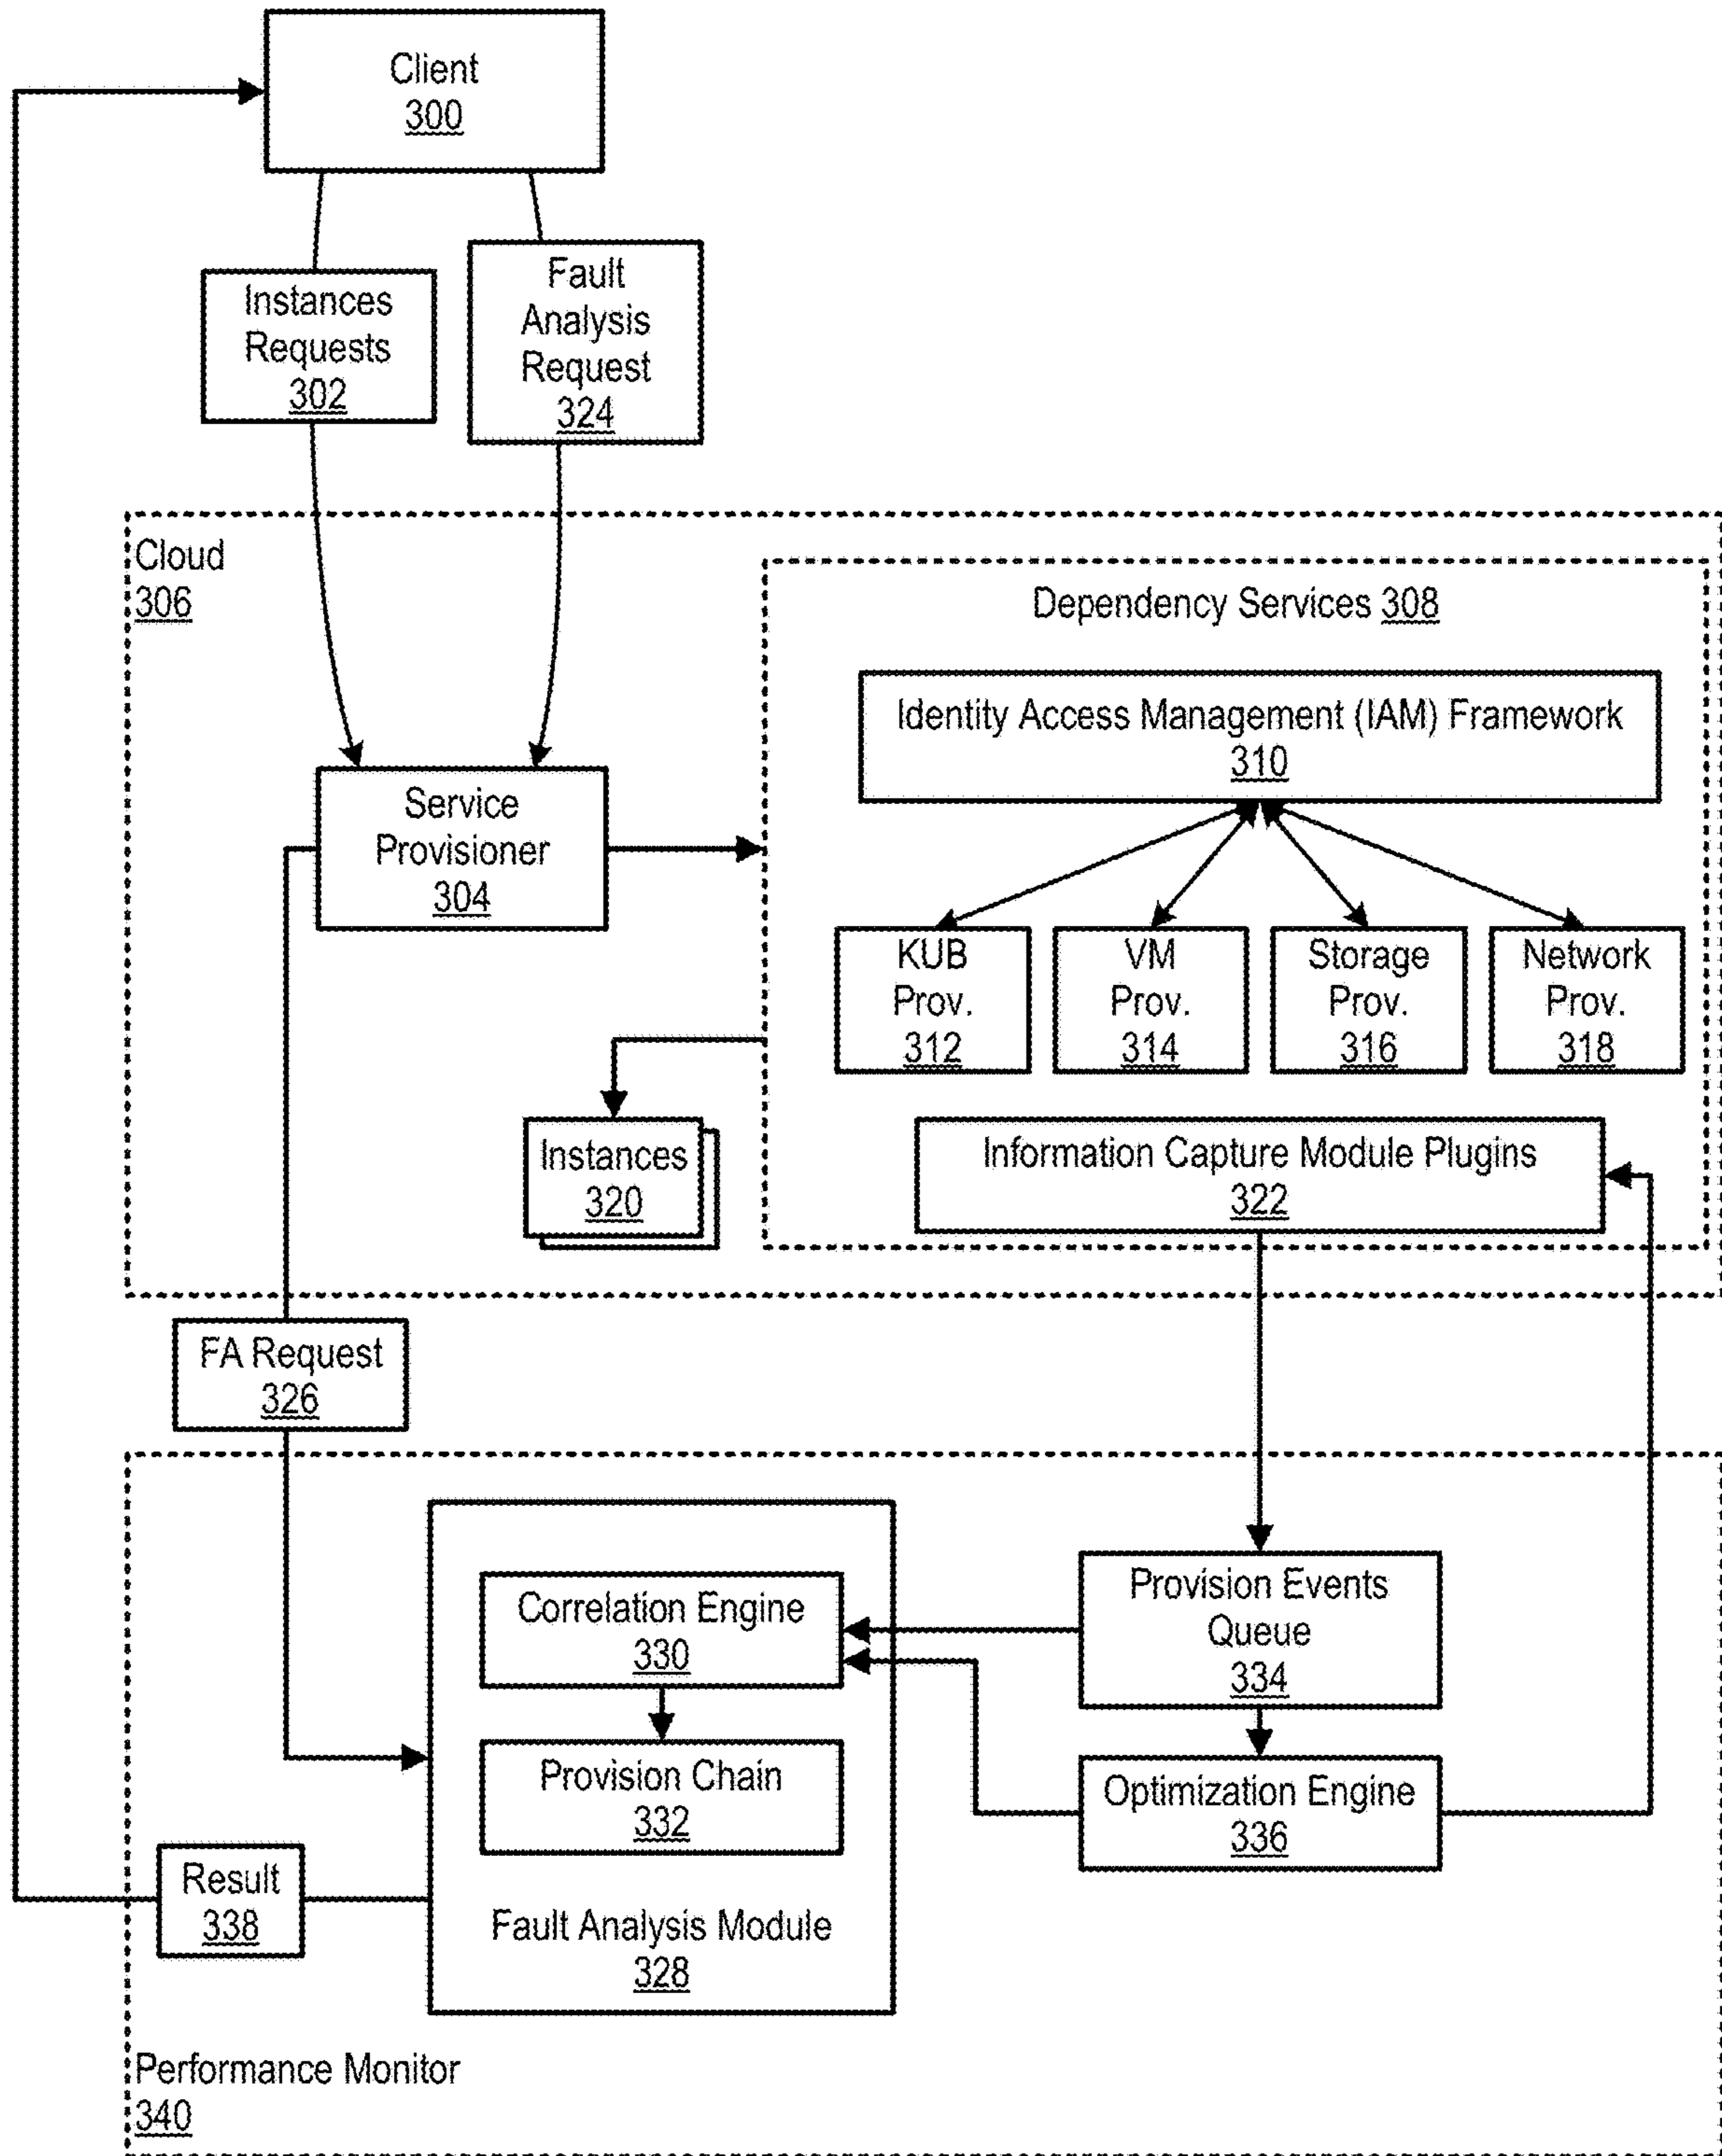 Client
300
Instances
Requests
302
Fault
Analysis
Request
324
Cloud
306
Dependency Services 308
Identity Access Management (IAM) Framework
310
Service
Provisioner
304
KUB
Prov.
312
VM
Prov.
314
Storage
Prov.
316
Network
Prov.
318
Instances
320
Information Capture Module Plugins
322
FA Request
326
Correlation Engine
330
Provision Events
Queue
334
Provision Chain
332
Optimization Engine
336
Result
338
Fault Analysis Module
328
Performance Monitor
340